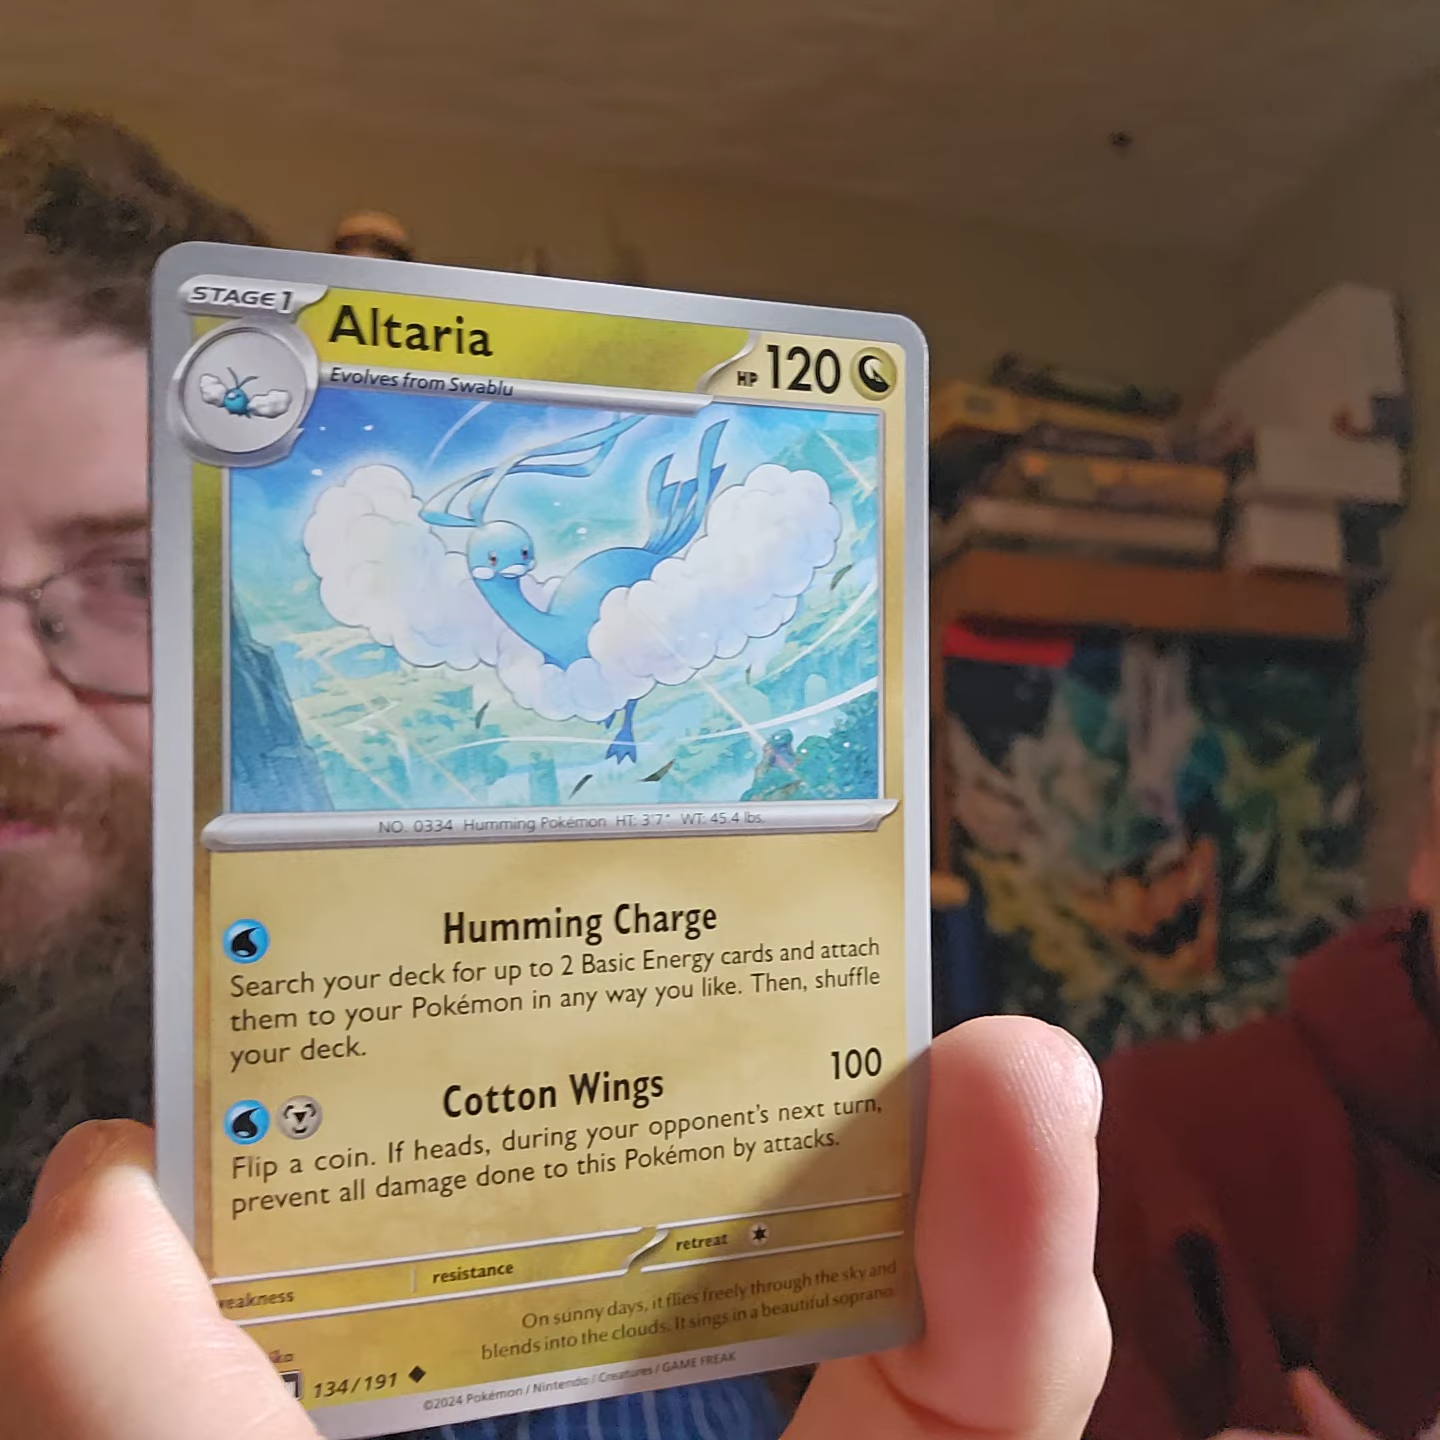 STAGE 1
Altaria
HP 120
Evolves from Swablu
NO. 0334 Humming Pokémon HT: 3'7" WT: 45.4 lbs.
Humming Charge
Search your deck for up to 2 Basic Energy cards and attach
them to your Pokémon in any way you like. Then, shuffle
your deck.
Cotton Wings 100
Flip a coin. If heads, during your opponent's next turn,
prevent all damage done to this Pokémon by attacks.
resistance
retreat
On sunny days, it flies freely through the sky and
blends into the clouds. It sings in a beautiful soprano.
134/191
©2024 Pokémon / Nintendo / Creatures / GAME FREAK